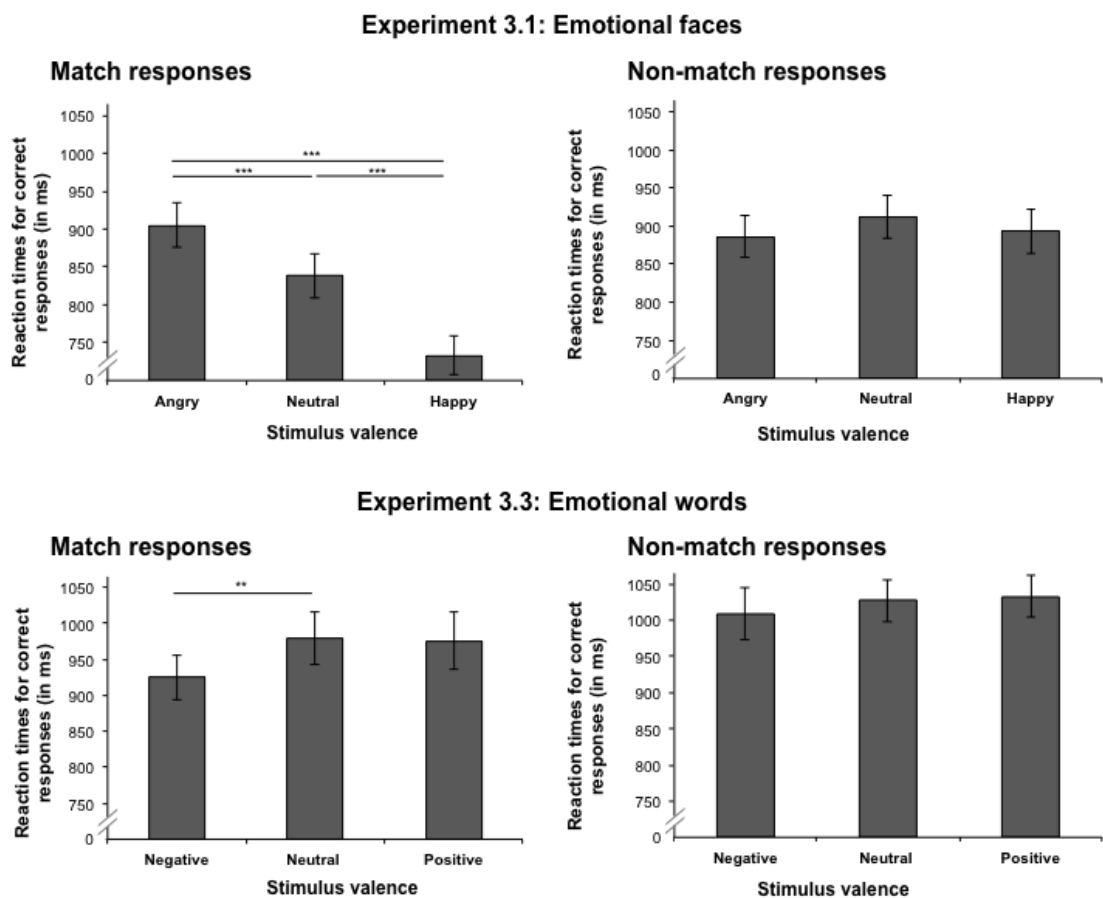 Experiment 3.1: Emotional faces
Match responses
Reaction times for correct
responses (in ms)
1050
1000
950
900
850
800
750
0
***
***
***
Angry
Neutral
Happy
Stimulus valence
Non-match responses
Reaction times for correct
responses (in ms)
1050
1000
950
900
850
800
750
0
Angry
Neutral
Happy
Stimulus valence
Experiment 3.3: Emotional words
Match responses
Reaction times for correct
responses (in ms)
1050
1000
950
900
850
800
750
0
**
Negative
Neutral
Positive
Stimulus valence
Non-match responses
Reaction times for correct
responses (in ms)
1050
1000
950
900
850
800
750
0
Negative
Neutral
Positive
Stimulus valence